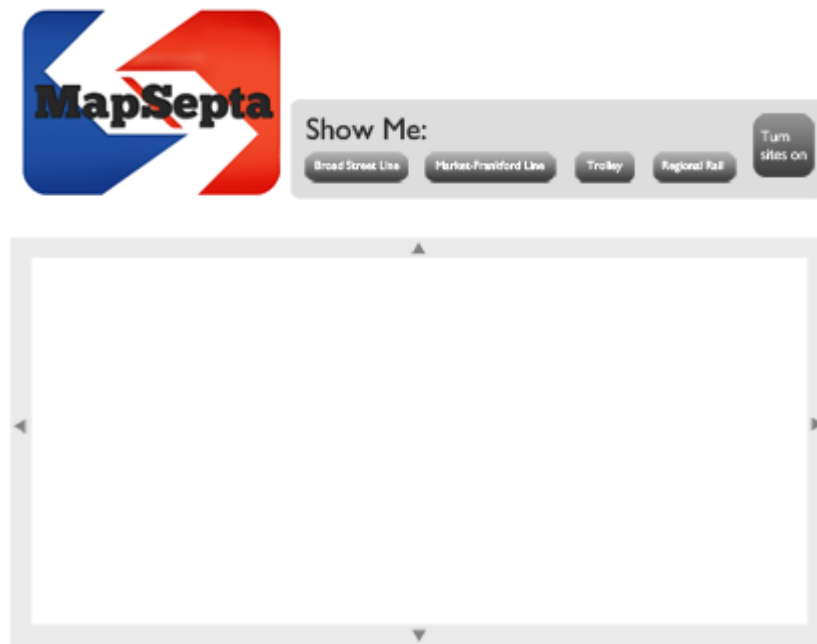 MapSepta
Show Me:
Broad Street Line
Market-Frankford Line
Trolley
Regional Rail
Turn
sites on